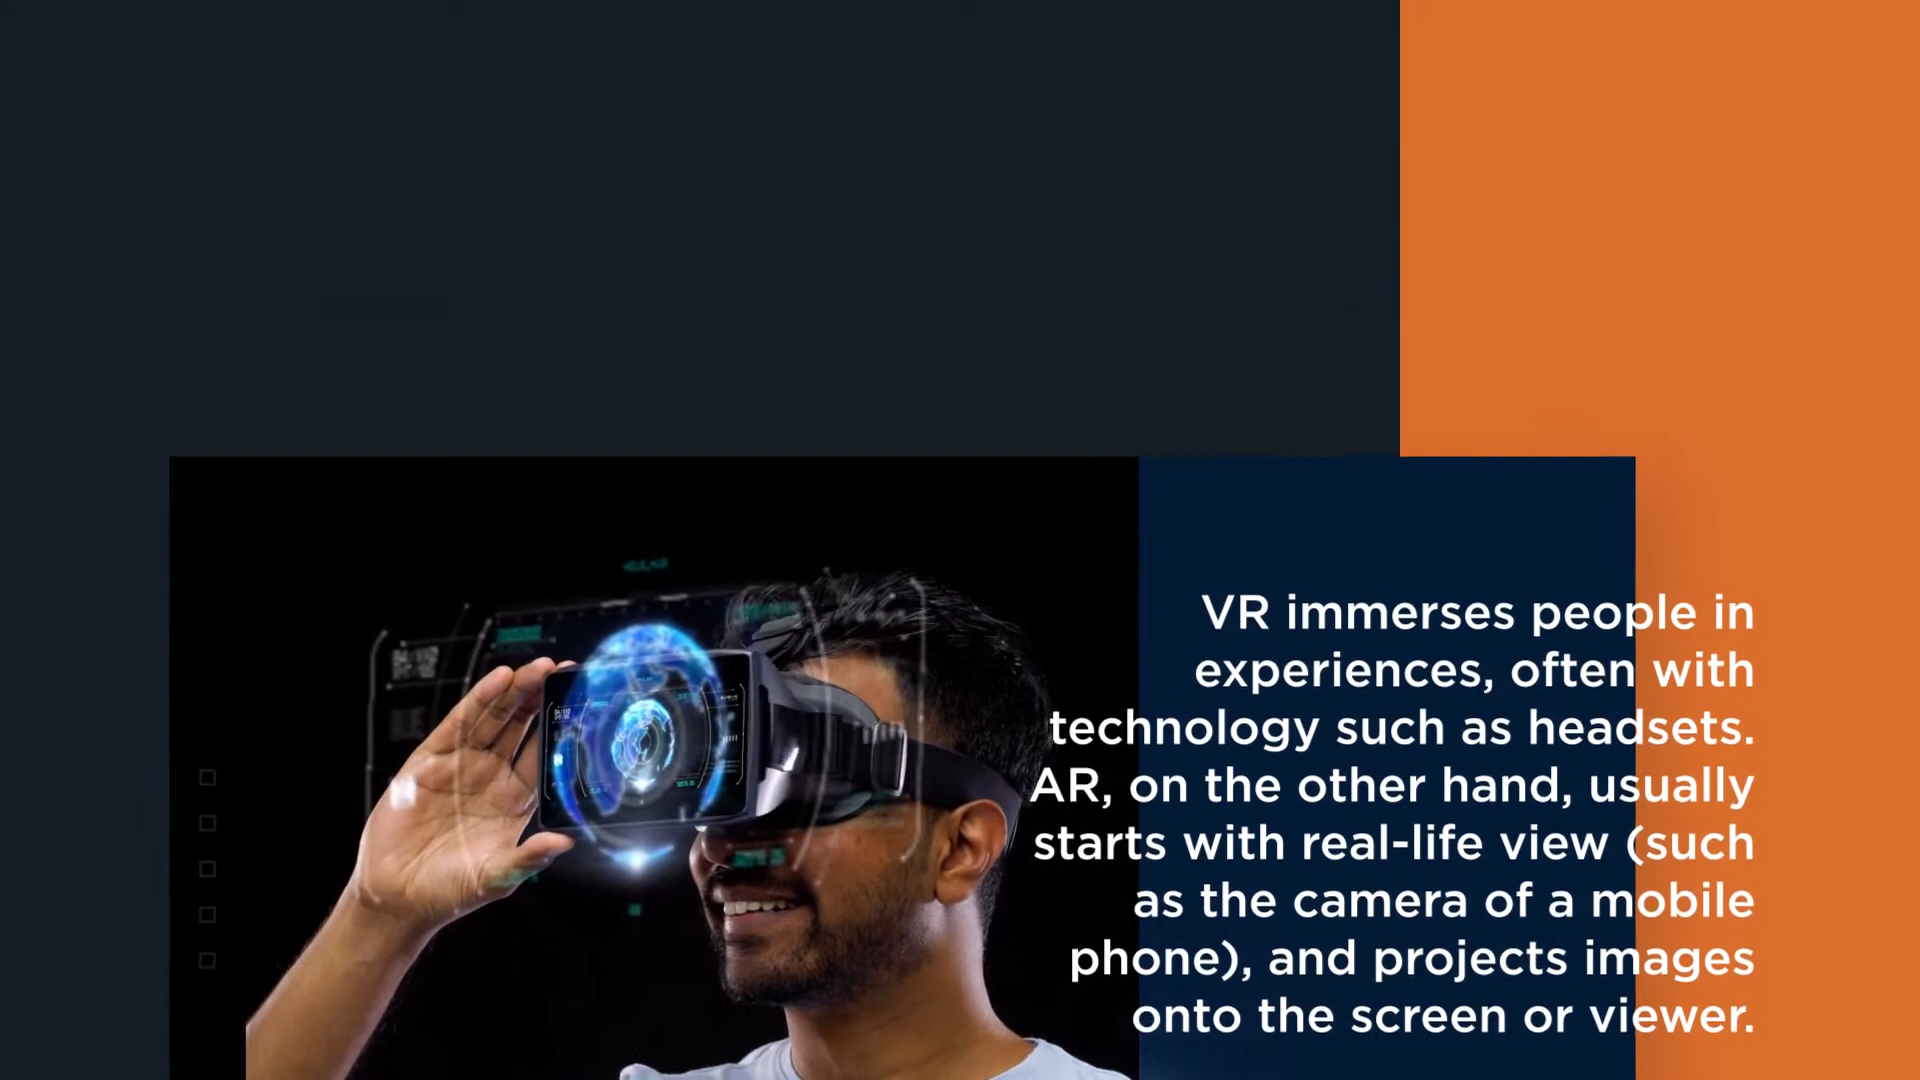 VR immerses people in
experiences, often with
technology such as headsets.
AR, on the other hand, usually
starts with real-life view (such
as the camera of a mobile
phone), and projects images
onto the screen or viewer.